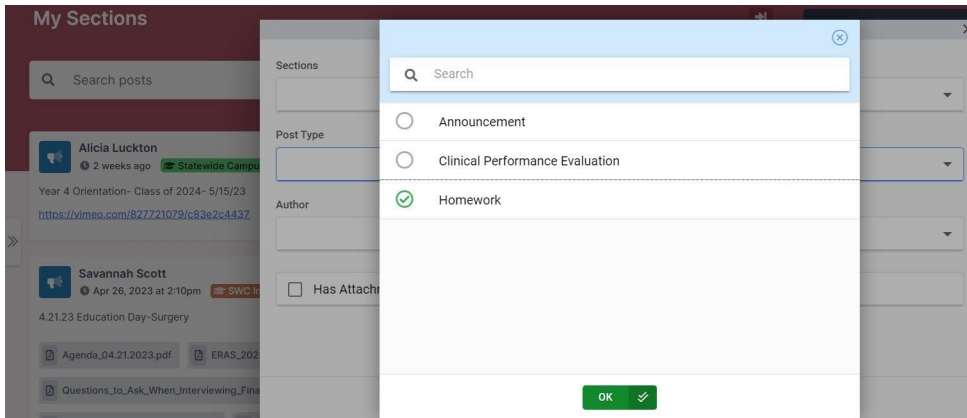 My Sections
Search posts
Alicia Luckton
2 weeks ago Statewide Campu
Year 4 Orientation- Class of 2024- 5/15/23
https://vimeo.com/827721079/c83e2c4437
Savannah Scott
Apr 26, 2023 at 2:10pm SWC In
4.21.23 Education Day-Surgery
Agenda_04.21.2023.pdf ERAS_202
Questions_to_Ask_When_Interviewing_Fina
Sections
Post Type
Author
Has Attachm
Search
Announcement
Clinical Performance Evaluation
Homework
OK